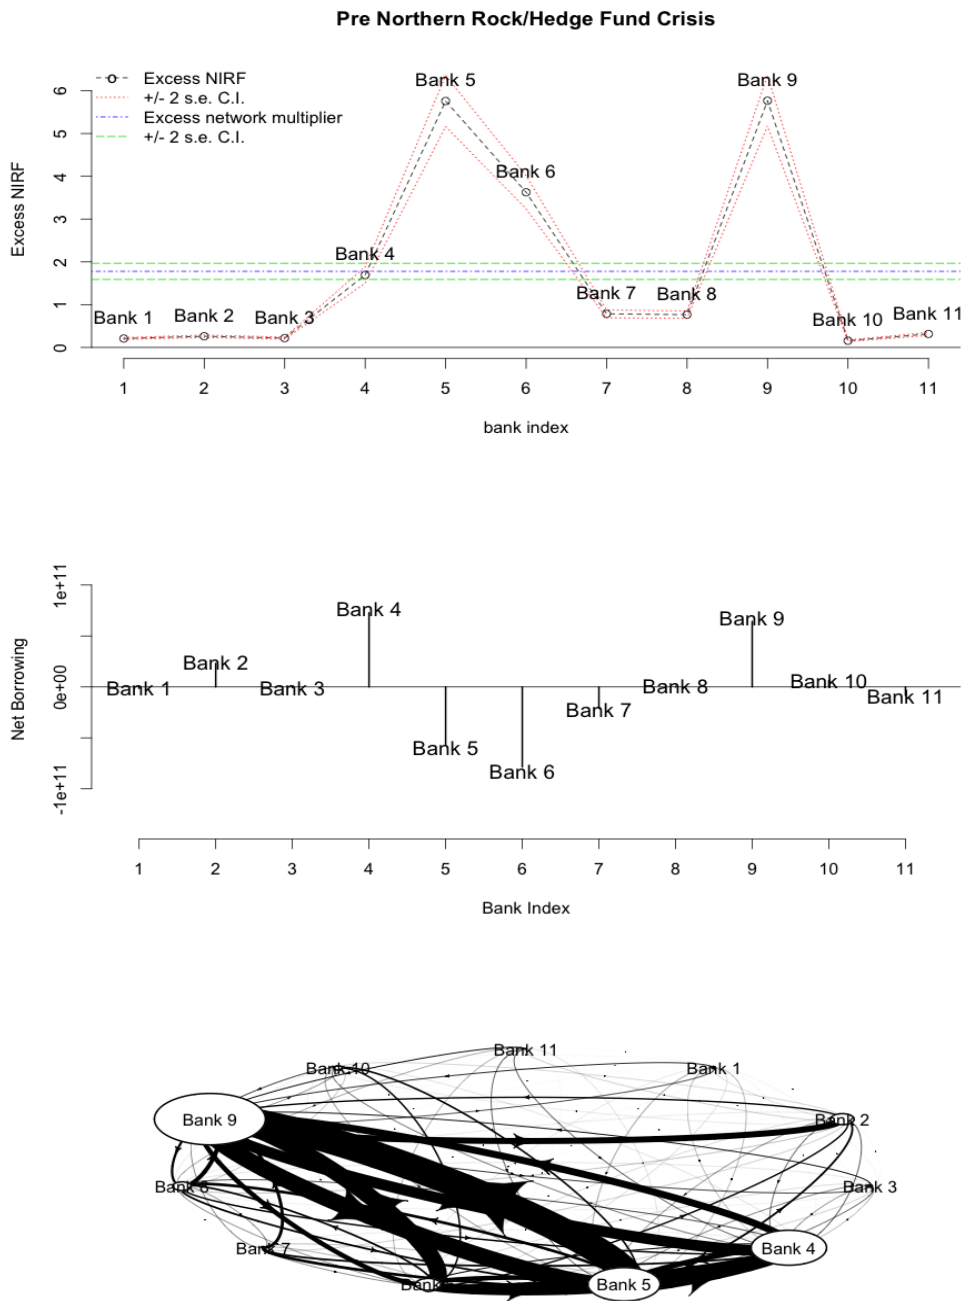 Pre Northern Rock/Hedge Fund Crisis
Excess NIRF
+/- 2 s.e. C.I.
Excess network multiplier
+/- 2 s.e. C.I.
Excess NIRF
6
5
4
3
2
1
0
Bank 1
Bank 2
Bank 3
Bank 4
Bank 5
Bank 6
Bank 7
Bank 8
Bank 9
Bank 10
Bank 11
1 2 3 4 5 6 7 8 9 10 11
bank index
Net Borrowing
1e+11
0e+00
-1e+11
Bank 1
Bank 2
Bank 3
Bank 4
Bank 5
Bank 6
Bank 7
Bank 8
Bank 9
Bank 10
Bank 11
1 2 3 4 5 6 7 8 9 10 11
Bank Index
Bank 11
Bank 10
Bank 1
Bank 9
Bank 2
Bank 8
Bank 3
Bank 7
Bank 4
Bank 5